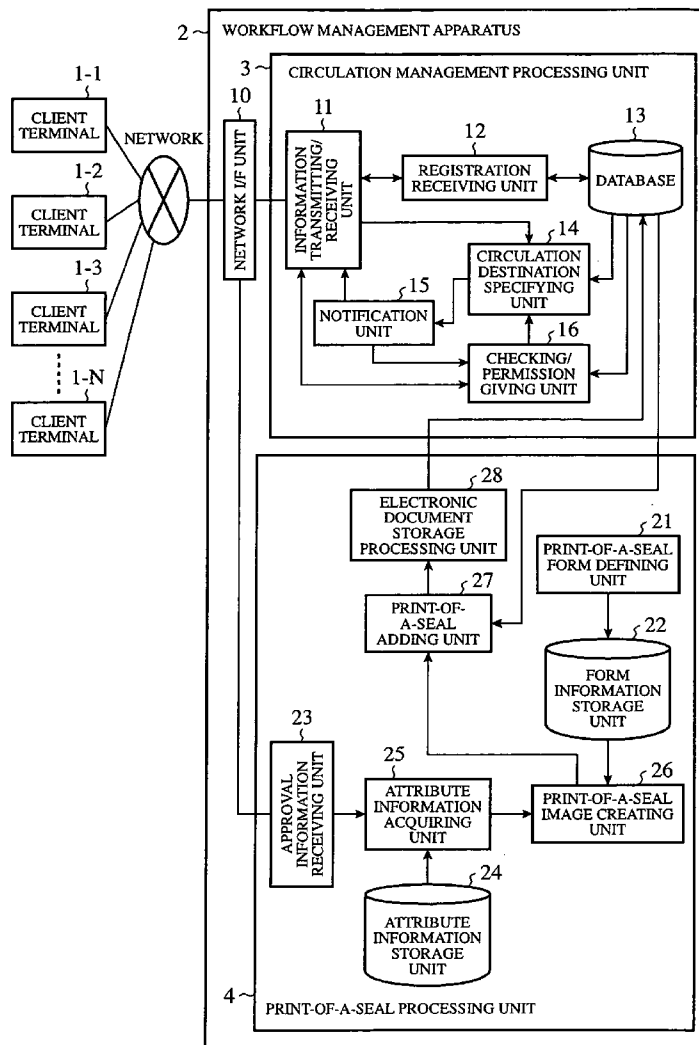 2
WORKFLOW MANAGEMENT APPARATUS
3
CIRCULATION MANAGEMENT PROCESSING UNIT
1-1
CLIENT
TERMINAL
1-2
CLIENT
TERMINAL
1-3
CLIENT
TERMINAL
1-N
CLIENT
TERMINAL
NETWORK
10
NETWORK I/F UNIT
11
INFORMATION
TRANSMITTING/
RECEIVING
UNIT
12
REGISTRATION
RECEIVING UNIT
13
DATABASE
14
CIRCULATION
DESTINATION
SPECIFYING
UNIT
15
NOTIFICATION
UNIT
16
CHECKING/
PERMISSION
GIVING UNIT
28
ELECTRONIC
DOCUMENT
STORAGE
PROCESSING UNIT
21
PRINT-OF-A-SEAL
FORM DEFINING
UNIT
27
PRINT-OF-
A-SEAL
ADDING UNIT
22
FORM
INFORMATION
STORAGE
UNIT
23
APPROVAL
INFORMATION
RECEIVING UNIT
25
ATTRIBUTE
INFORMATION
ACQUIRING
UNIT
26
PRINT-OF-A-SEAL
IMAGE CREATING
UNIT
24
ATTRIBUTE
INFORMATION
STORAGE
UNIT
4
PRINT-OF-A-SEAL PROCESSING UNIT